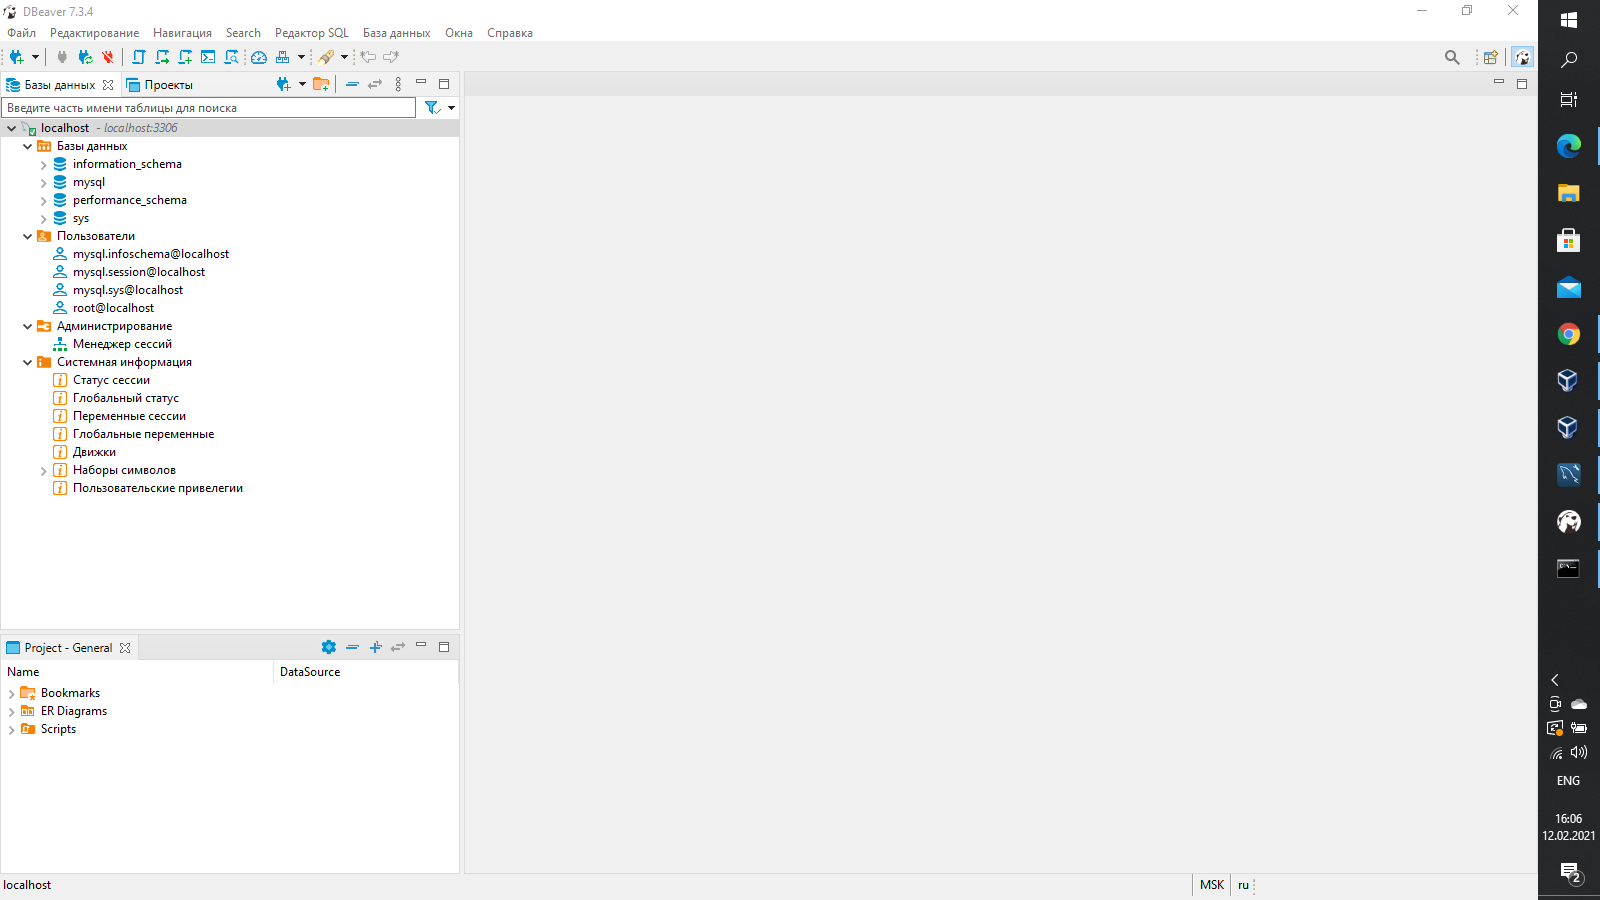 DBeaver 7.3.4
Файл Редактирование Навигация Search Редактор SQL База данных Окна Справка
Базы данных Проекты
Введите часть имени таблицы для поиска
localhost - localhost:3306
Базы данных
information_schema
mysql
performance_schema
sys
Пользователи
mysql.infoschema@localhost
mysql.session@localhost
mysql.sys@localhost
root@localhost
Администрирование
Менеджер сессий
Системная информация
Статус сессии
Глобальный статус
Переменные сессии
Глобальные переменные
Движки
Наборы символов
Пользовательские привелегии
Project - General
Name DataSource
Bookmarks
ER Diagrams
Scripts
localhost MSK ru
ENG
16:06
12.02.2021
2